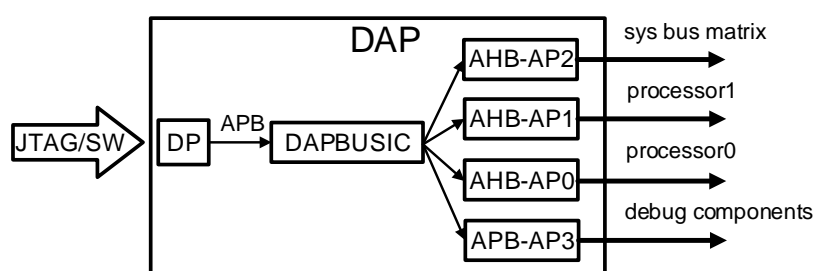 DAP
sys bus matrix
AHB-AP2
processor1
AHB-AP1
JTAG/SW
DP
APB
DAPBUSIC
processor0
AHB-AP0
debug components
APB-AP3